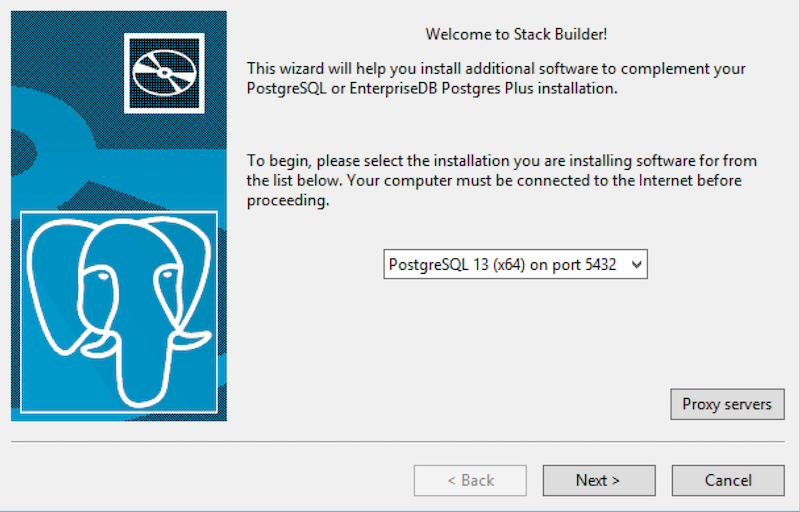 Welcome to Stack Builder!
This wizard will help you install additional software to complement your
PostgreSQL or EnterpriseDB Postgres Plus installation.
To begin, please select the installation you are installing software for from
the list below. Your computer must be connected to the Internet before
proceeding.
PostgreSQL 13 (x64) on port 5432
Proxy servers
< Back
Next >
Cancel